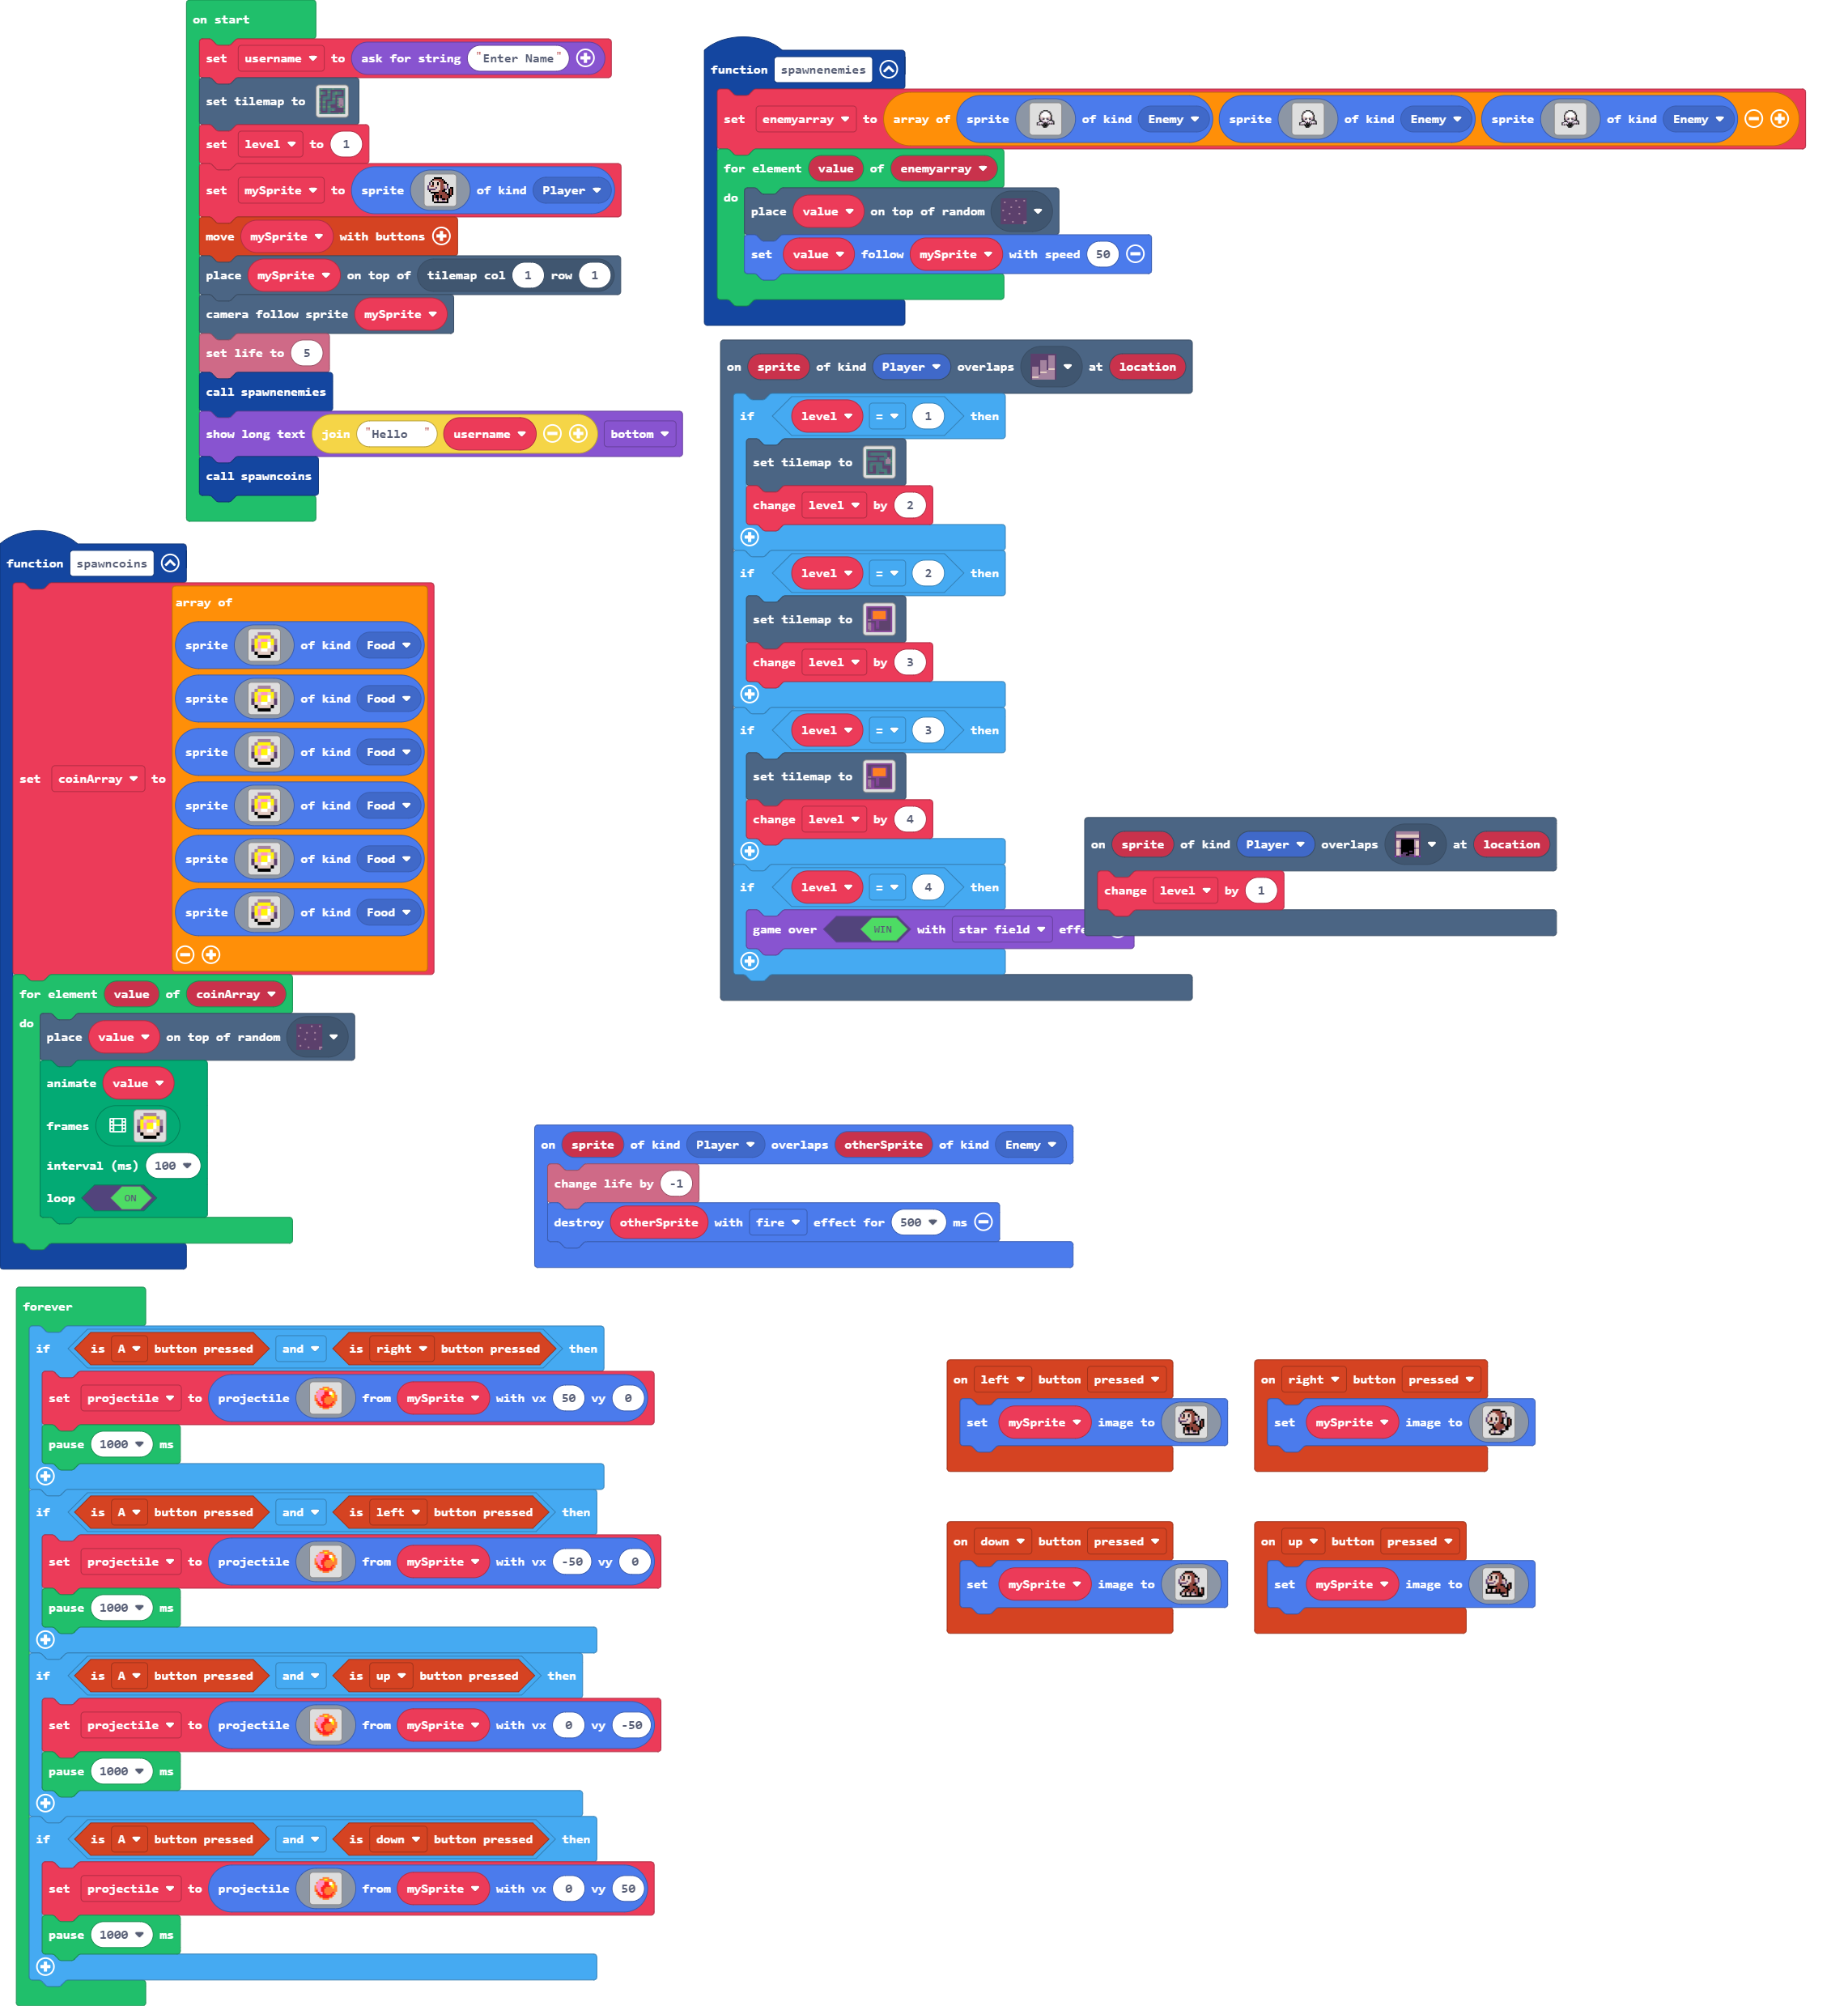 on start
set username to ask for string "Enter Name"
set tilemap to
set level to 1
set mySprite to sprite of kind Player
move mySprite with buttons
place mySprite on top of tilemap col 1 row 1
camera follow sprite mySprite
set life to 5
call spawnenemies
show long text join "Hello " username bottom
call spawncoins
function spawnenemies
set enemyarray to array of sprite of kind Enemy sprite of kind Enemy sprite of kind Enemy
for element value of enemyarray
do
place value on top of random
set value follow mySprite with speed 50
on sprite of kind Player overlaps at location
if level = 1 then
set tilemap to
change level by 2
if level = 2 then
set tilemap to
change level by 3
if level = 3 then
set tilemap to
change level by 4
if level = 4 then
game over WIN with star field effe
on sprite of kind Player overlaps at location
change level by 1
function spawncoins
set coinArray to
array of
sprite of kind Food
sprite of kind Food
sprite of kind Food
sprite of kind Food
sprite of kind Food
sprite of kind Food
for element value of coinArray
do
place value on top of random
animate value
frames
interval (ms) 100
loop ON
on sprite of kind Player overlaps otherSprite of kind Enemy
change life by -1
destroy otherSprite with fire effect for 500 ms
forever
if is A button pressed and is right button pressed then
set projectile to projectile from mySprite with vx 50 vy 0
pause 1000 ms
if is A button pressed and is left button pressed then
set projectile to projectile from mySprite with vx -50 vy 0
pause 1000 ms
if is A button pressed and is up button pressed then
set projectile to projectile from mySprite with vx 0 vy -50
pause 1000 ms
if is A button pressed and is down button pressed then
set projectile to projectile from mySprite with vx 0 vy 50
pause 1000 ms
on left button pressed
set mySprite image to
on right button pressed
set mySprite image to
on down button pressed
set mySprite image to
on up button pressed
set mySprite image to